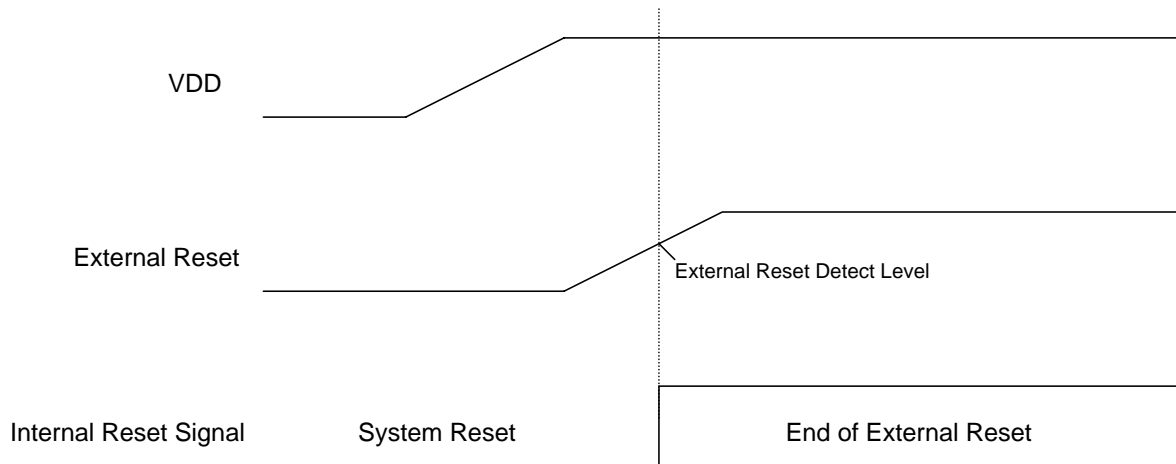 VDD
External Reset
External Reset Detect Level
Internal Reset Signal
System Reset
End of External Reset